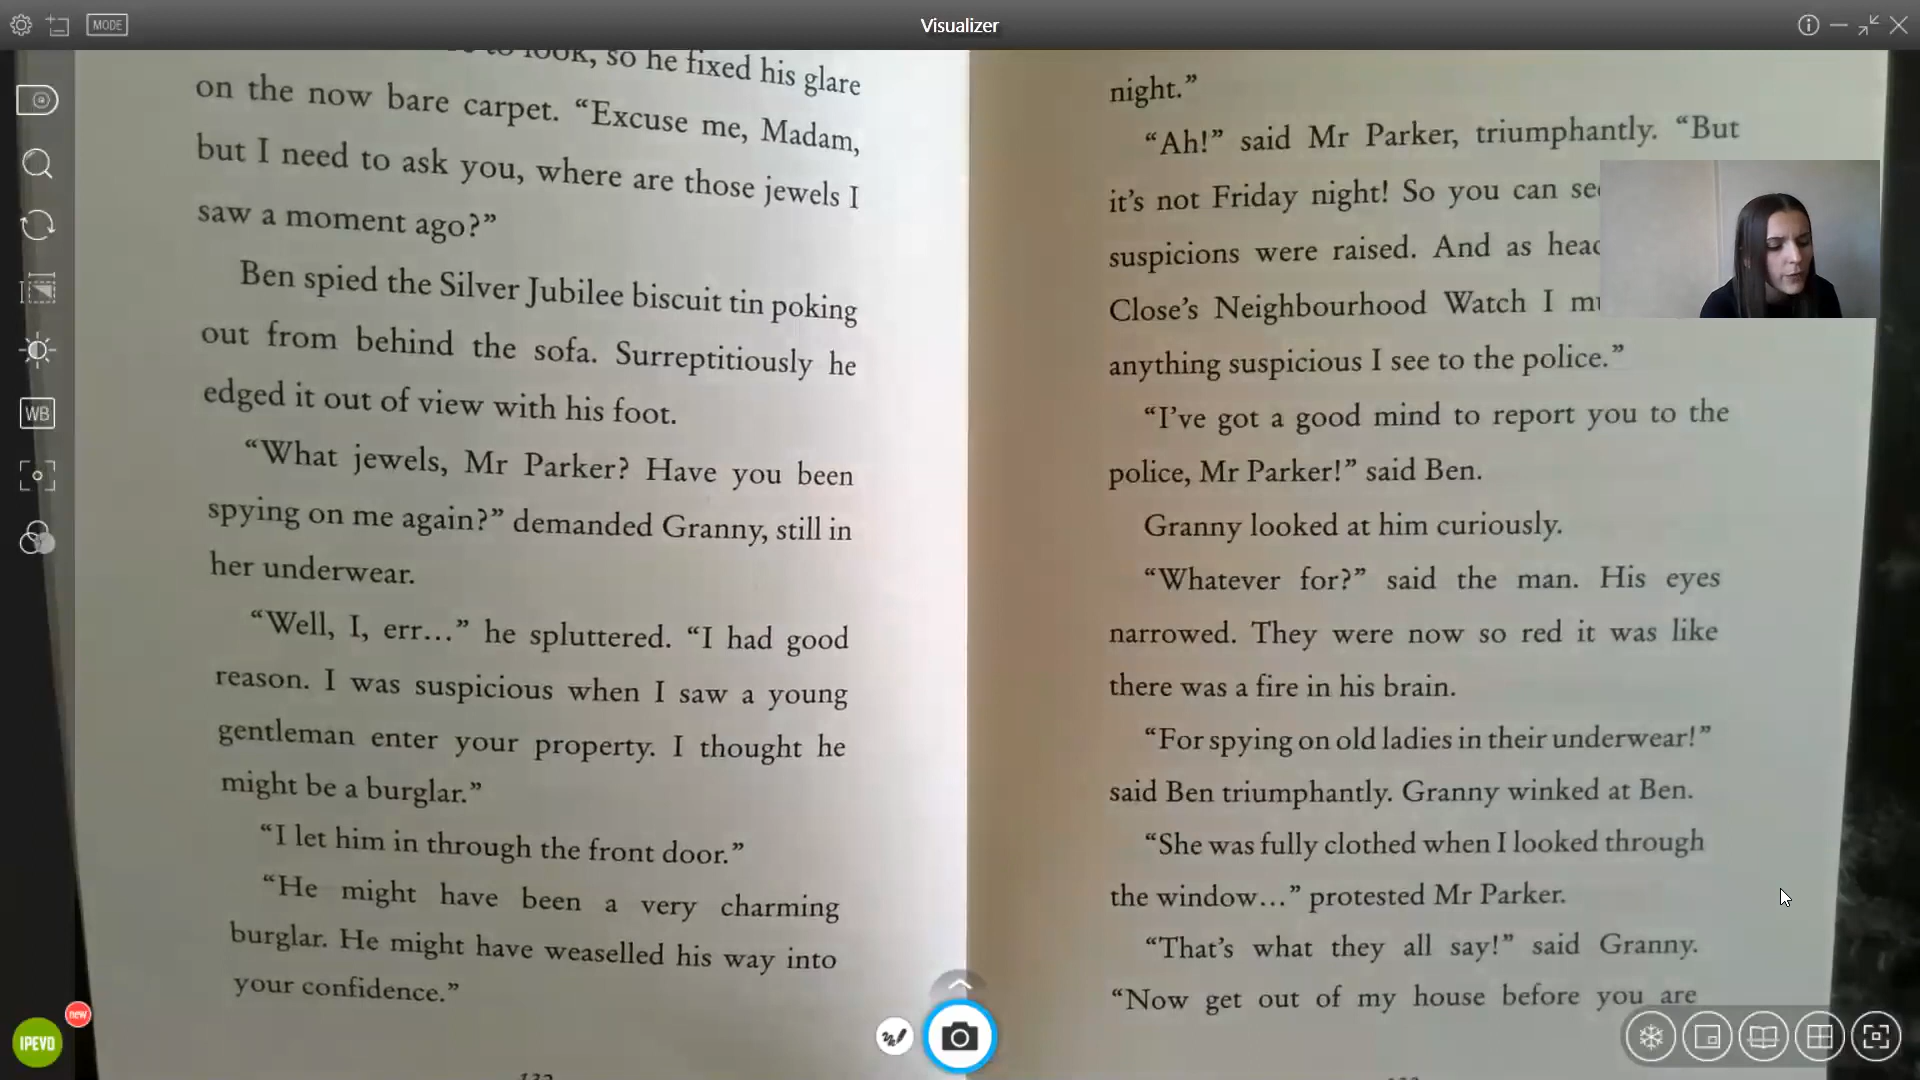 MODE
Visualizer
to look, so he fixed his glare
on the now bare carpet. “Excuse me, Madam,
but I need to ask you, where are those jewels I
saw a moment ago?”
Ben spied the Silver Jubilee biscuit tin poking
out from behind the sofa. Surreptitiously he
edged it out of view with his foot.
“What jewels, Mr Parker? Have you been
spying on me again?” demanded Granny, still in
her underwear.
“Well, I, err…” he spluttered. “I had good
reason. I was suspicious when I saw a young
gentleman enter your property. I thought he
might be a burglar.”
“I let him in through the front door.”
“He might have been a very charming
burglar. He might have weaselled his way into
your confidence.”
night.”
“Ah!” said Mr Parker, triumphantly. “But
it’s not Friday night! So you can
suspicions were raised. And as
Close’s Neighbourhood Watch I
anything suspicious I see to the police.”
“I’ve got a good mind to report you to the
police, Mr Parker!” said Ben.
Granny looked at him curiously.
“Whatever for?” said the man. His eyes
narrowed. They were now so red it was like
there was a fire in his brain.
“For spying on old ladies in their underwear!”
said Ben triumphantly. Granny winked at Ben.
“She was fully clothed when I looked through
the window…” protested Mr Parker.
“That’s what they all say!” said Granny.
“Now get out of my house before you are
WB
new
IPEVO